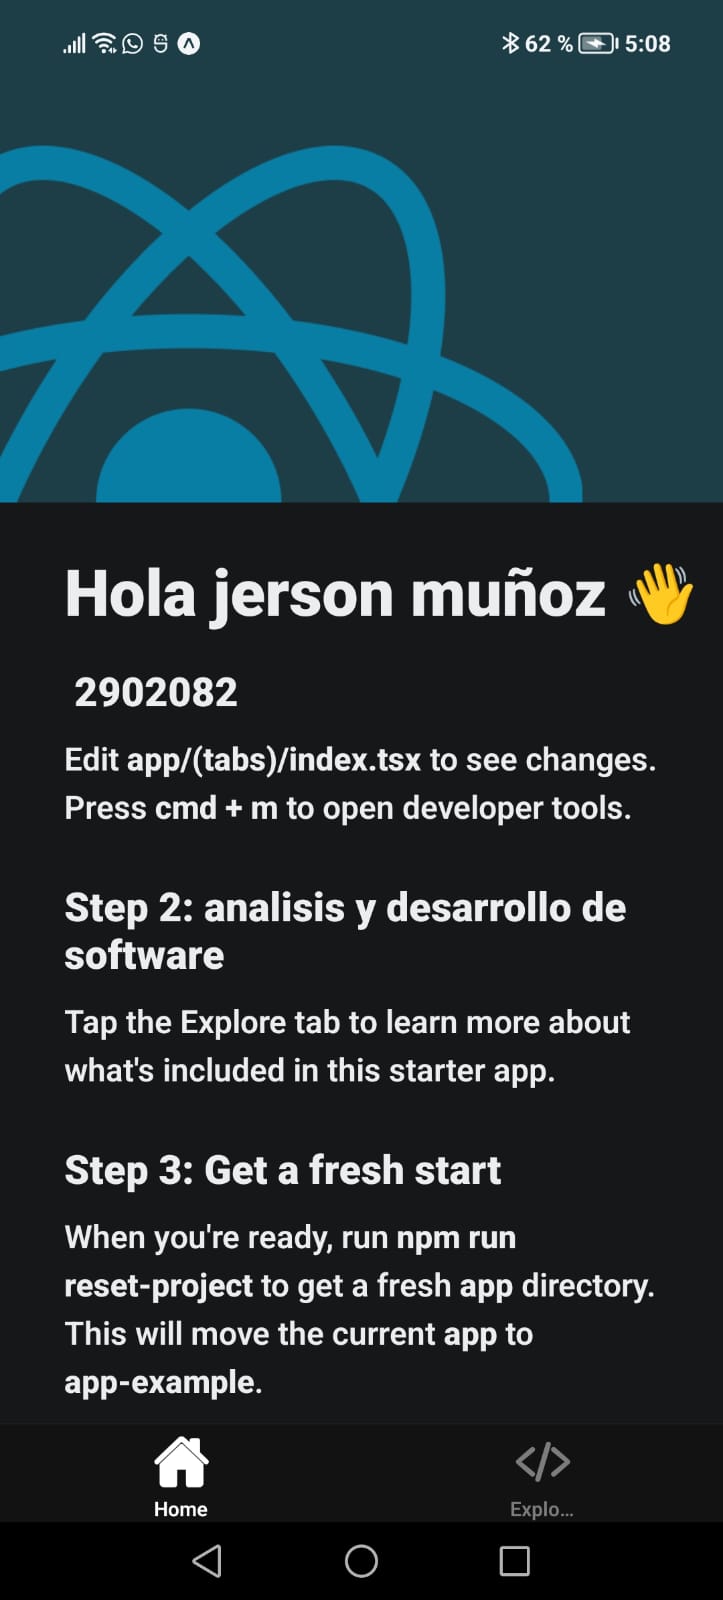 62 % 5:08
Hola jerson muñoz 👋
2902082
Edit app/(tabs)/index.tsx to see changes.
Press cmd + m to open developer tools.
Step 2: analisis y desarrollo de
software
Tap the Explore tab to learn more about
what's included in this starter app.
Step 3: Get a fresh start
When you're ready, run npm run
reset-project to get a fresh app directory.
This will move the current app to
app-example.
Home
Explo...